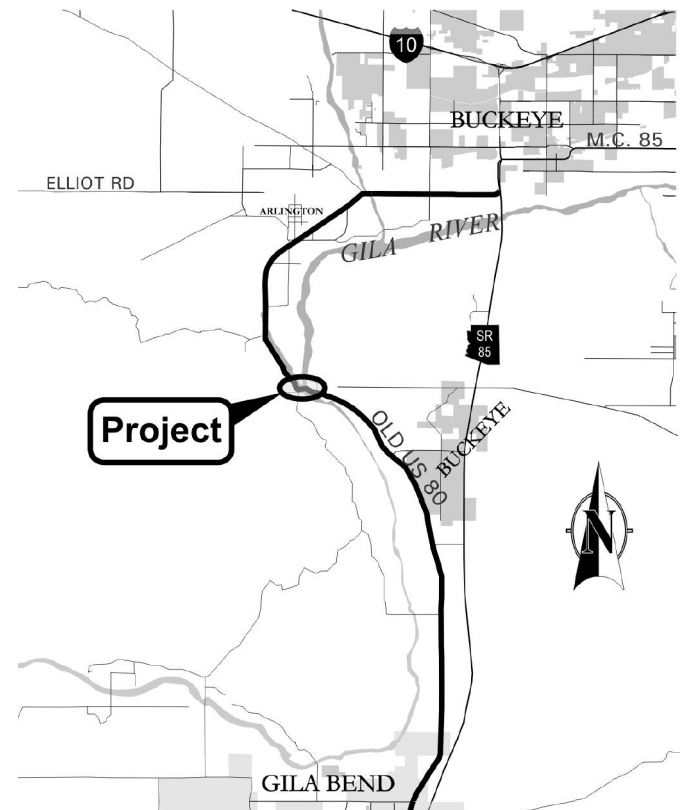 10
BUCKEYE
M.C. 85
ELLIOT RD
ARLINGTON
GILA RIVER
SR
85
Project
OLD US 80
BUCKEYE
N
GILA BEND